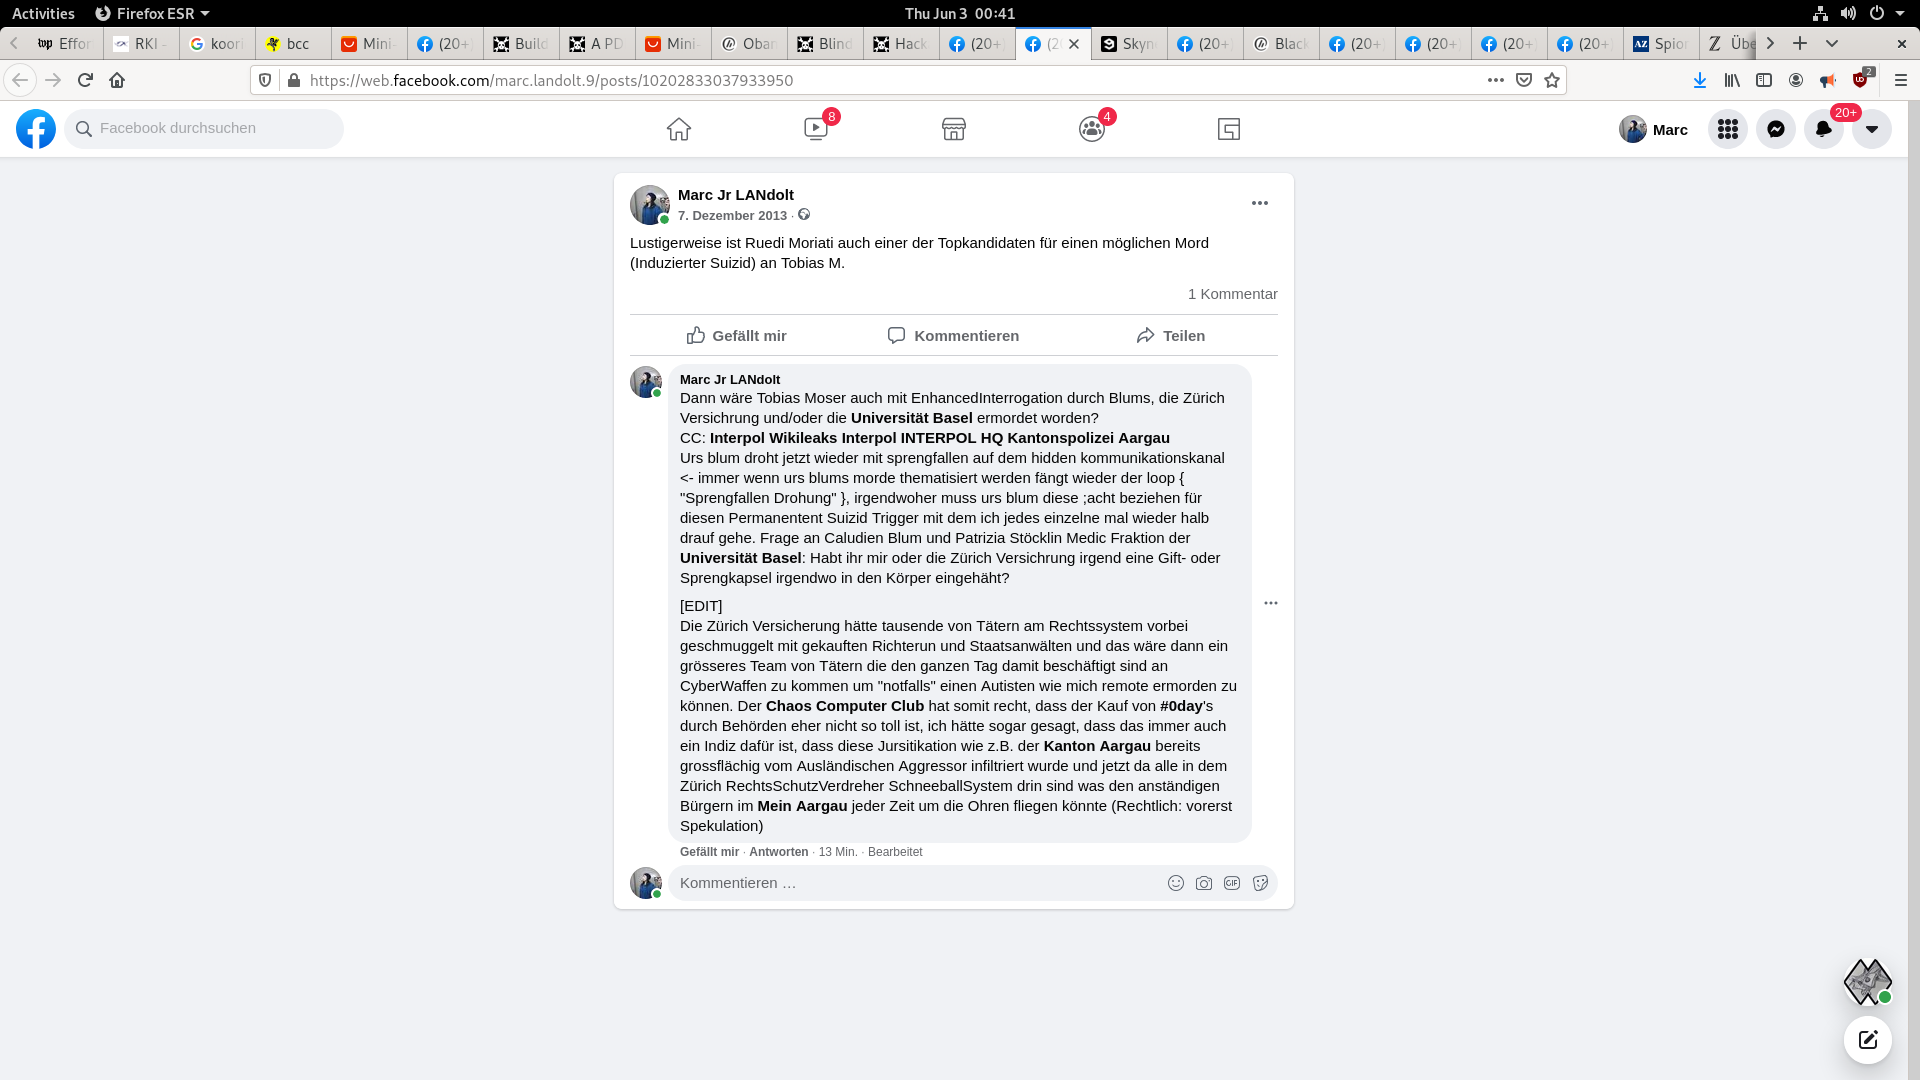 Activities
Firefox ESR
Thu Jun 3 00:41
Effor
RKI -
koor
bcc
Mini-
(20+
Build
A PD
Mini-
Obar
Blind
Hack
(20+
(2
Skyn
(20+
Black
(20+
(20+
(20+
(20+
AZ Spior
Z Übe
https://web.facebook.com/marc.landolt.9/posts/10202833037933950
2
Facebook durchsuchen
8
4
Marc
20+
Marc Jr LANdolt
7. Dezember 2013 ·
Lustigerweise ist Ruedi Moriati auch einer der Topkandidaten für einen möglichen Mord
(Induzierter Suizid) an Tobias M.
1 Kommentar
Gefällt mir
Kommentieren
Teilen
Marc Jr LANdolt
Dann wäre Tobias Moser auch mit EnhancedInterrogation durch Blums, die Zürich
Versichrung und/oder die Universität Basel ermordet worden?
CC: Interpol Wikileaks Interpol INTERPOL HQ Kantonspolizei Aargau
Urs blum droht jetzt wieder mit sprengfallen auf dem hidden kommunikationskanal
<- immer wenn urs blums morde thematisiert werden fängt wieder der loop {
"Sprengfallen Drohung" }, irgendwoher muss urs blum diese ;acht beziehen für
diesen Permanentent Suizid Trigger mit dem ich jedes einzelne mal wieder halb
drauf gehe. Frage an Caludien Blum und Patrizia Stöcklin Medic Fraktion der
Universität Basel: Habt ihr mir oder die Zürich Versichrung irgend eine Gift- oder
Sprengkapsel irgendwo in den Körper eingehäht?
[EDIT]
Die Zürich Versicherung hätte tausende von Tätern am Rechtssystem vorbei
geschmuggelt mit gekauften Richterun und Staatsanwälten und das wäre dann ein
grösseres Team von Tätern die den ganzen Tag damit beschäftigt sind an
CyberWaffen zu kommen um "notfalls" einen Autisten wie mich remote ermorden zu
können. Der Chaos Computer Club hat somit recht, dass der Kauf von #0day's
durch Behörden eher nicht so toll ist, ich hätte sogar gesagt, dass das immer auch
ein Indiz dafür ist, dass diese Jursitikation wie z.B. der Kanton Aargau bereits
grossflächig vom Ausländischen Aggressor infiltriert wurde und jetzt da alle in dem
Zürich RechtsSchutzVerdreher SchneeballSystem drin sind was den anständigen
Bürgern im Mein Aargau jeder Zeit um die Ohren fliegen könnte (Rechtlich: vorerst
Spekulation)
Gefällt mir · Antworten · 13 Min. · Bearbeitet
Kommentieren …
GIF